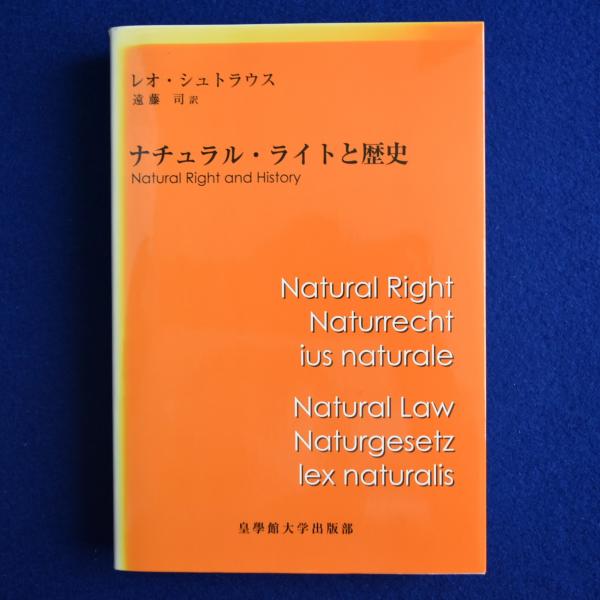 レオ・シュトラウス
遠藤 司 訳
ナチュラル・ライトと歴史
Natural Right and History
Natural Right
Naturrecht
ius naturale
Natural Law
Naturgesetz
lex naturalis
皇學館大学出版部